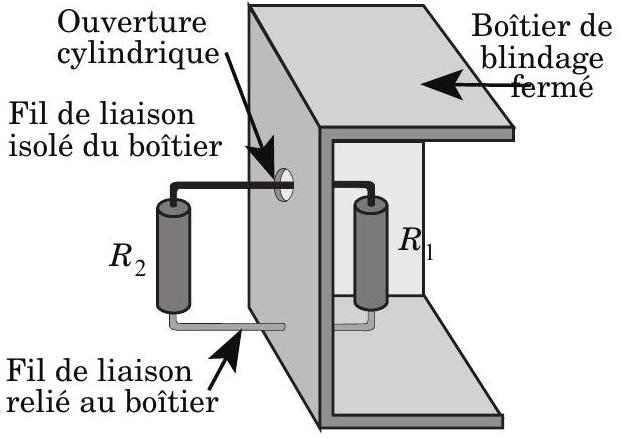 Ouverture
cylindrique
Boîtier de
blindage
fermé
Fil de liaison
isolé du boîtier
R2
R1
Fil de liaison
relié au boîtier